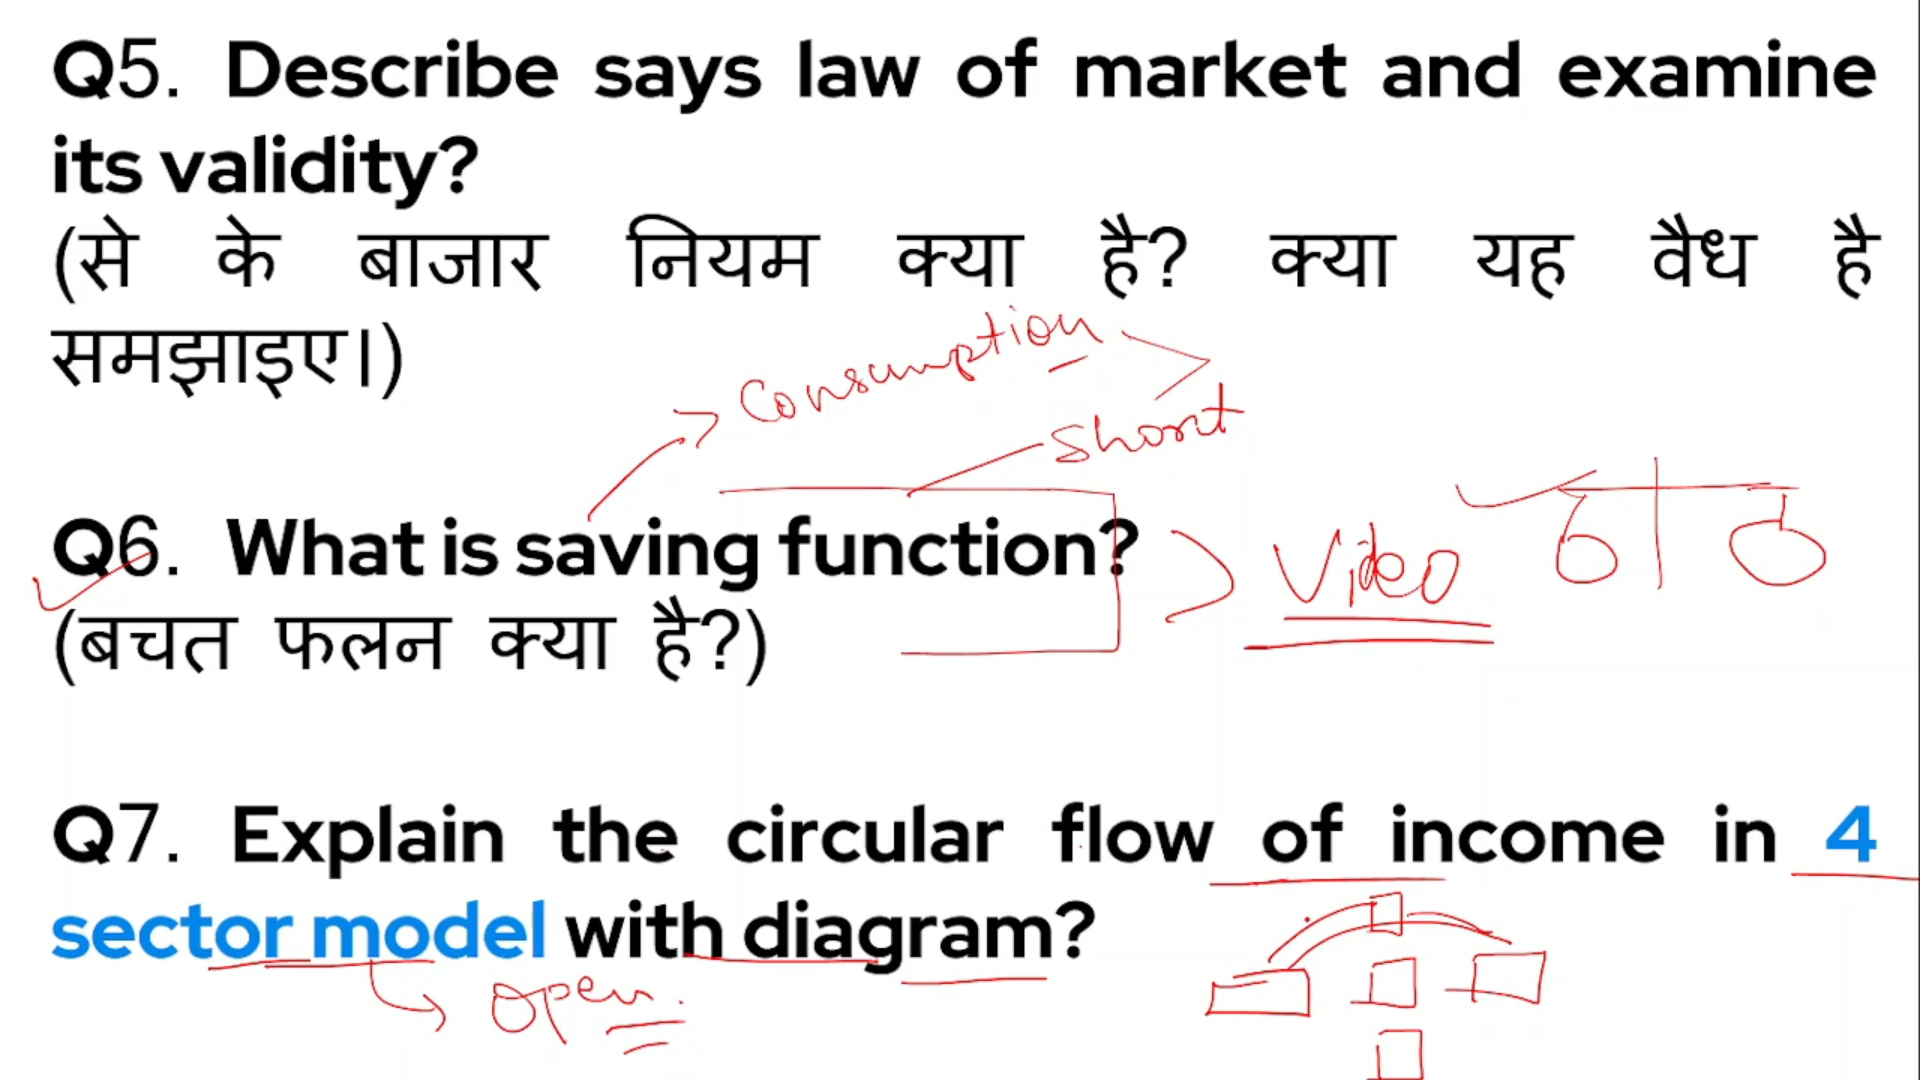 Q5. Describe says law of market and examine
its validity?
(से के बाजार नियम क्या है? क्या यह वैध है
समझाइए।)
Consumption
Short
Q6. What is saving function?
Video
(बचत फलन क्या है?)
Q7. Explain the circular flow of income in 4
sector model with diagram?
open.